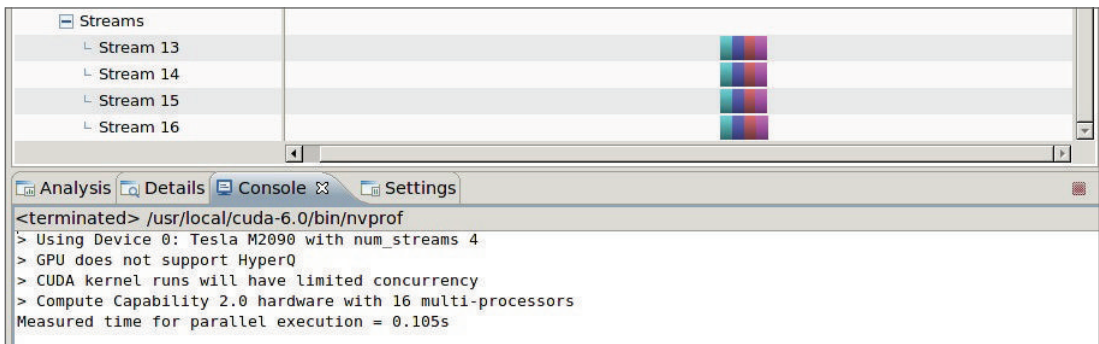 Streams
Stream 13
Stream 14
Stream 15
Stream 16
Analysis Details Console Settings
<terminated> /usr/local/cuda-6.0/bin/nvprof
> Using Device 0: Tesla M2090 with num_streams 4
> GPU does not support HyperQ
> CUDA kernel runs will have limited concurrency
> Compute Capability 2.0 hardware with 16 multi-processors
Measured time for parallel execution = 0.105s